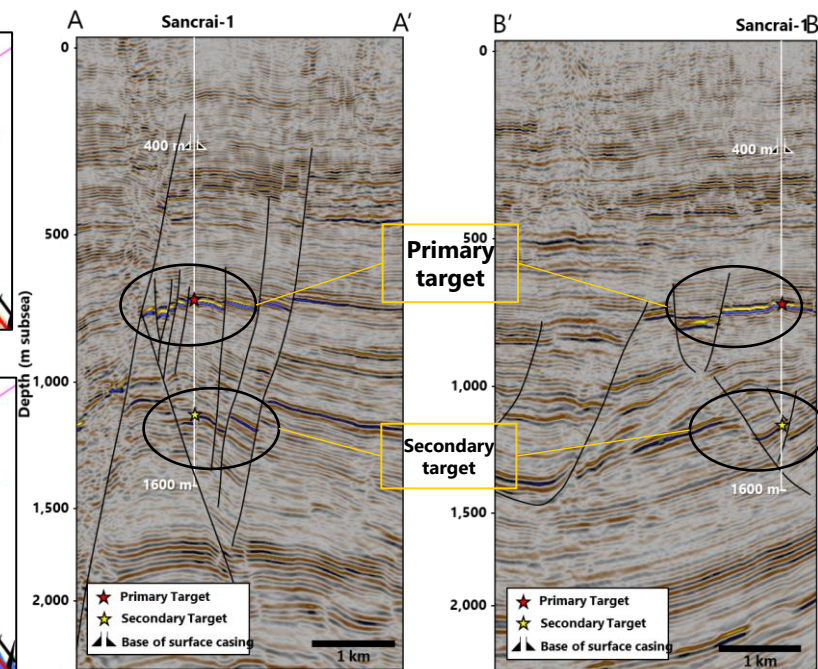 A
Sancrai-1
A'
0
400 m
500
1,000
1,500
2,000
Depth (m subsea)
1600 m
Primary Target
Secondary Target
Base of surface casing
1 km
Primary
target
Secondary
target
B'
Sancrai-1
B
0
400 m
500
1,000
1,500
2,000
1600 m
Primary Target
Secondary Target
Base of surface casing
1 km